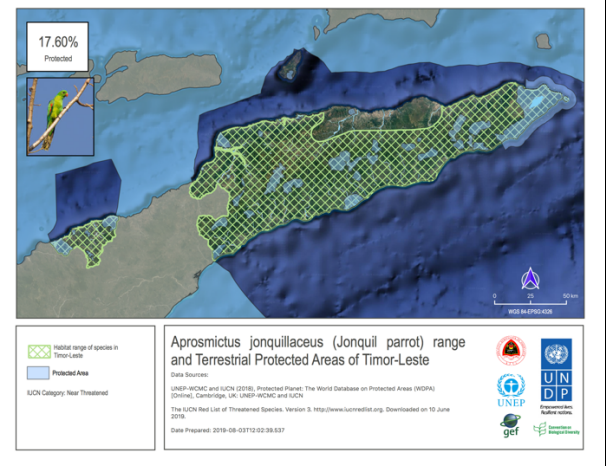 17.60%
Protected
0 25 50 km
WGS 84-EPSG:4326
Habitat range of species in
Timor-Leste
Protected Area
IUCN Category: Near Threatened
Aprosmictus jonquillaceus (Jonquil parrot) range
and Terrestrial Protected Areas of Timor-Leste
Data Sources:
UNEP-WCMC and IUCN (2018), Protected Planet: The World Database on Protected Areas (WDPA)
[Online], Cambridge, UK: UNEP-WCMC and IUCN
The IUCN Red List of Threatened Species. Version 3. http://www.iucnredlist.org. Downloaded on 10 June
2019.
Date Prepared: 2019-08-03T12:02:39.537
UNEP
gef
U N
D P
Empowered lives.
Resilient nations.
Convention on
Biological Diversity